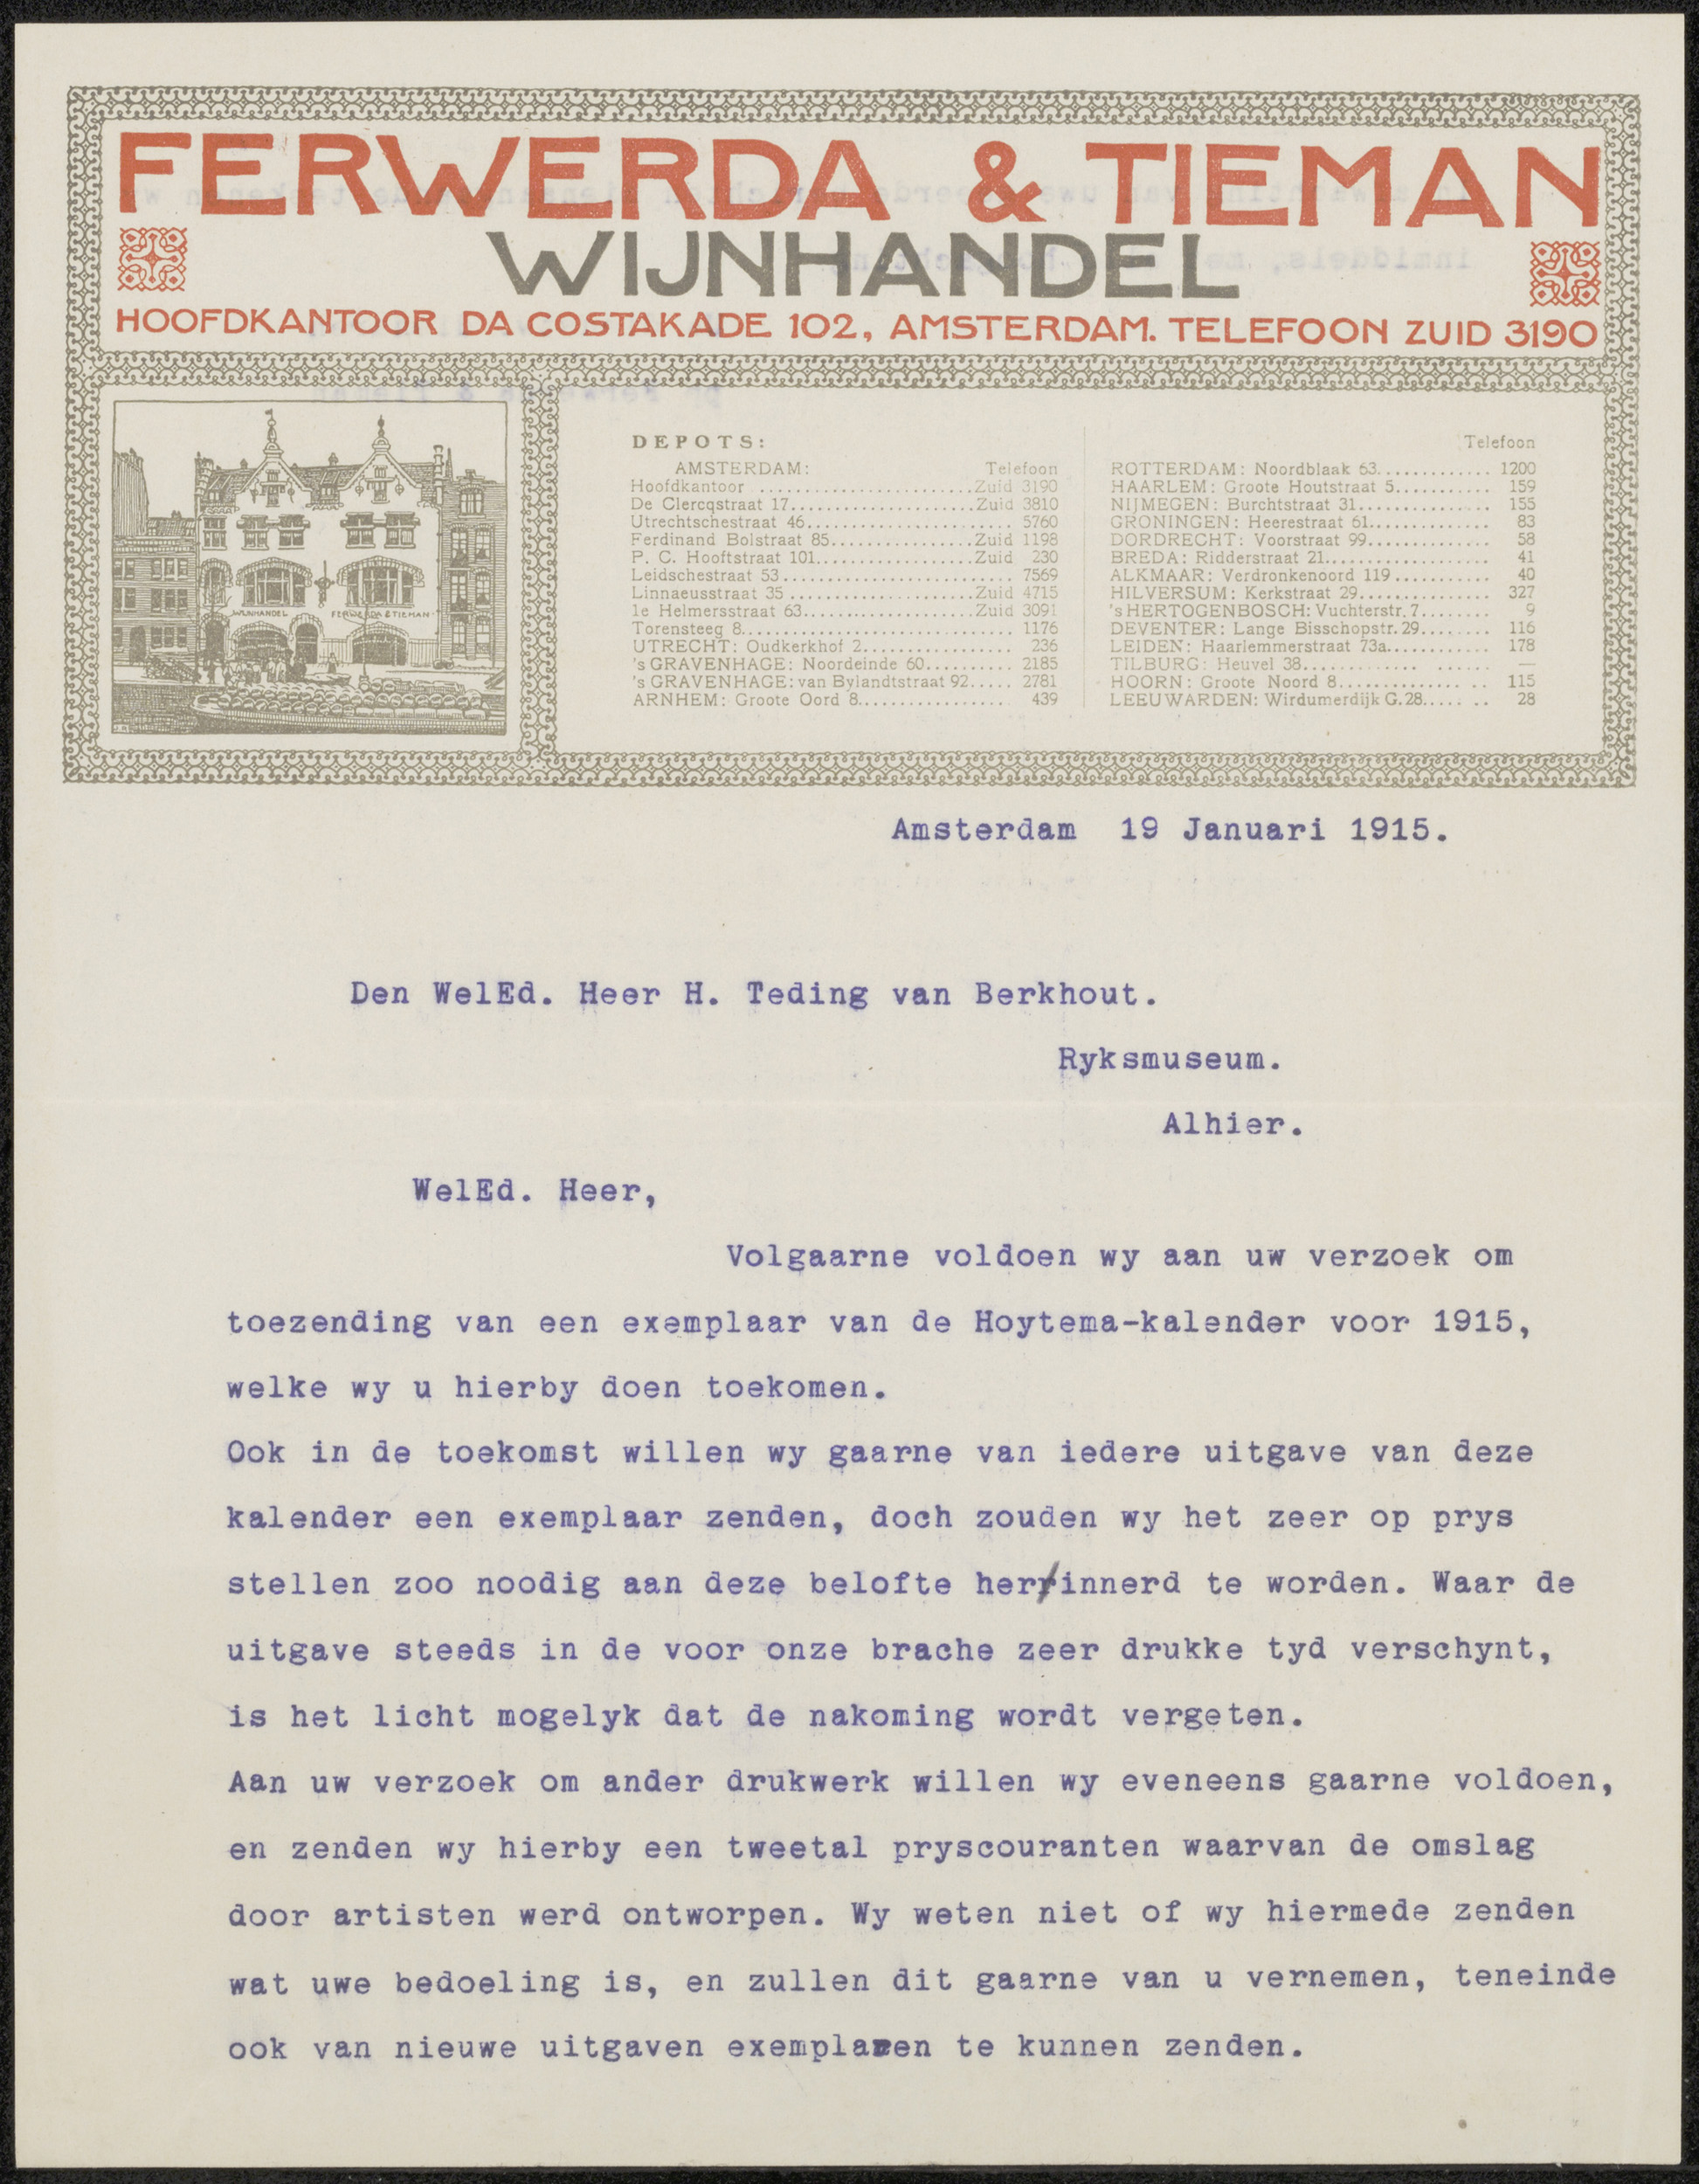 FERWERDA & TIEMAN
WIJNHANDEL
HOOFDKANTOOR DA COSTAKADE 102, AMSTERDAM. TELEFOON ZUID 3190
WIJNHANDEL FERWERDA & TIEMAN
DEPOTS:
AMSTERDAM: Telefoon
Hoofdkantoor ........................ Zuid 3190
De Clercqstraat 17..................... Zuid 3810
Utrechtschestraat 46........................ 5760
Ferdinand Bolstraat 85................ Zuid 1198
P. C. Hooftstraat 101.................. Zuid 230
Leidschestraat 53.......................... 7569
Linnaeusstraat 35..................... Zuid 4715
1e Helmersstraat 63................... Zuid 3091
Torensteeg 8............................... 1176
UTRECHT: Oudkerkhof 2................. 236
'sGRAVENHAGE: Noordeinde 60.......... 2185
'sGRAVENHAGE: van Bylandtstraat 92..... 2781
ARNHEM: Groote Oord 8................. 439
Telefoon
ROTTERDAM: Noordblaak 63............. 1200
HAARLEM: Groote Houtstraat 5........... 159
NIJMEGEN: Burchtstraat 31............... 155
GRONINGEN: Heerestraat 61.............. 83
DORDRECHT: Voorstraat 99.............. 58
BREDA: Ridderstraat 21................... 41
ALKMAAR: Verdronkenoord 119........... 40
HILVERSUM: Kerkstraat 29............... 327
'sHERTOGENBOSCH: Vuchterstr. 7........ 9
DEVENTER: Lange Bisschopstr. 29........ 116
LEIDEN: Haarlemmerstraat 73a............ 178
TILBURG: Heuvel 38............. ...... —
HOORN: Groote Noord 8.............. .. 115
LEEUWARDEN: Wirdumerdijk G. 28..... .. 28
Amsterdam 19 Januari 1915.
Den WelEd. Heer H. Teding van Berkhout.
Ryksmuseum.
Alhier.
WelEd. Heer,
Volgaarne voldoen wy aan uw verzoek om
toezending van een exemplaar van de Hoytema-kalender voor 1915,
welke wy u hierby doen toekomen.
Ook in de toekomst willen wy gaarne van iedere uitgave van deze
kalender een exemplaar zenden, doch zouden wy het zeer op prys
stellen zoo noodig aan deze belofte herrinnerd te worden. Waar de
uitgave steeds in de voor onze brache zeer drukke tyd verschynt,
is het licht mogelyk dat de nakoming wordt vergeten.
Aan uw verzoek om ander drukwerk willen wy eveneens gaarne voldoen,
en zenden wy hierby een tweetal pryscouranten waarvan de omslag
door artisten werd ontworpen. Wy weten niet of wy hiermede zenden
wat uwe bedoeling is, en zullen dit gaarne van u vernemen, teneinde
ook van nieuwe uitgaven exemplaren te kunnen zenden.